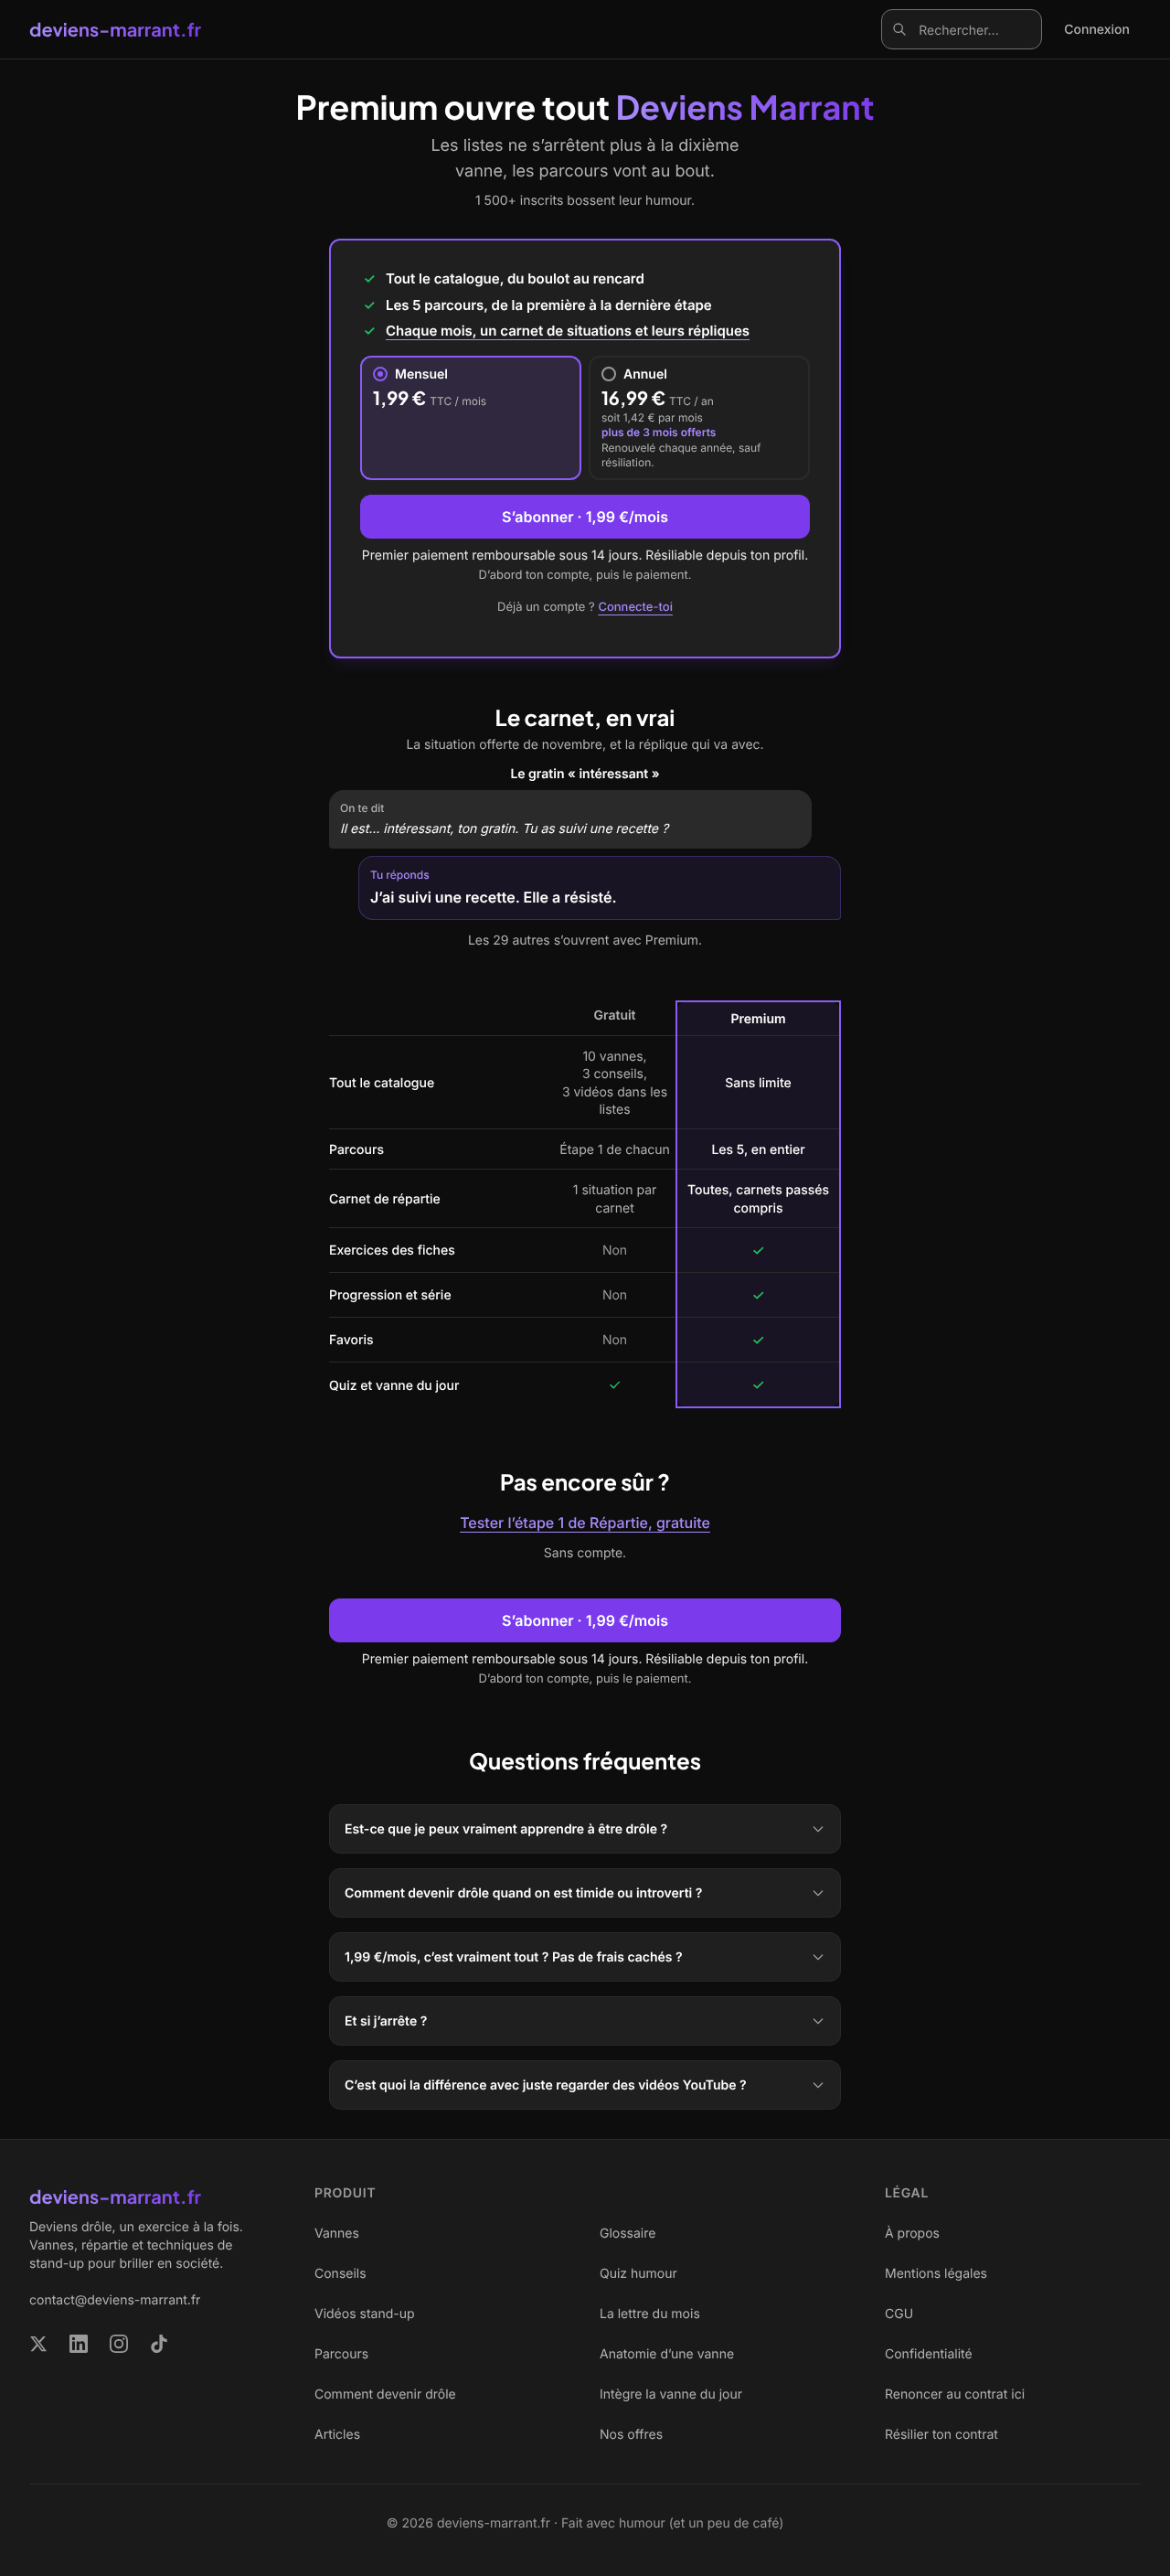 deviens-marrant.fr
Rechercher...
Connexion
Premium ouvre tout Deviens Marrant
Les listes ne s’arrêtent plus à la dixième
vanne, les parcours vont au bout.
1 500+ inscrits bossent leur humour.
Tout le catalogue, du boulot au rencard
Les 5 parcours, de la première à la dernière étape
Chaque mois, un carnet de situations et leurs répliques
Mensuel
1,99 € TTC / mois
Annuel
16,99 € TTC / an
soit 1,42 € par mois
plus de 3 mois offerts
Renouvelé chaque année, sauf
résiliation.
S’abonner · 1,99 €/mois
Premier paiement remboursable sous 14 jours. Résiliable depuis ton profil.
D’abord ton compte, puis le paiement.
Déjà un compte ? Connecte-toi
Le carnet, en vrai
La situation offerte de novembre, et la réplique qui va avec.
Le gratin « intéressant »
On te dit
Il est… intéressant, ton gratin. Tu as suivi une recette ?
Tu réponds
J’ai suivi une recette. Elle a résisté.
Les 29 autres s’ouvrent avec Premium.
Gratuit
Premium
Tout le catalogue
10 vannes,
3 conseils,
3 vidéos dans les
listes
Sans limite
Parcours
Étape 1 de chacun
Les 5, en entier
Carnet de répartie
1 situation par
carnet
Toutes, carnets passés
compris
Exercices des fiches
Non
Progression et série
Non
Favoris
Non
Quiz et vanne du jour
Pas encore sûr ?
Tester l’étape 1 de Répartie, gratuite
Sans compte.
S’abonner · 1,99 €/mois
Premier paiement remboursable sous 14 jours. Résiliable depuis ton profil.
D’abord ton compte, puis le paiement.
Questions fréquentes
Est-ce que je peux vraiment apprendre à être drôle ?
Comment devenir drôle quand on est timide ou introverti ?
1,99 €/mois, c’est vraiment tout ? Pas de frais cachés ?
Et si j’arrête ?
C’est quoi la différence avec juste regarder des vidéos YouTube ?
deviens-marrant.fr
Deviens drôle, un exercice à la fois.
Vannes, répartie et techniques de
stand-up pour briller en société.
contact@deviens-marrant.fr
PRODUIT
Vannes
Conseils
Vidéos stand-up
Parcours
Comment devenir drôle
Articles
Glossaire
Quiz humour
La lettre du mois
Anatomie d’une vanne
Intègre la vanne du jour
Nos offres
LÉGAL
À propos
Mentions légales
CGU
Confidentialité
Renoncer au contrat ici
Résilier ton contrat
© 2026 deviens-marrant.fr · Fait avec humour (et un peu de café)